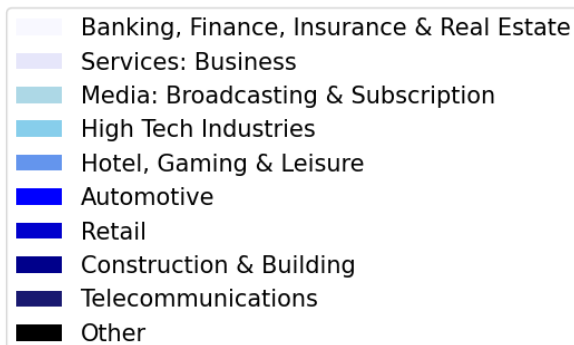 Banking, Finance, Insurance & Real Estate
Services: Business
Media: Broadcasting & Subscription
High Tech Industries
Hotel, Gaming & Leisure
Automotive
Retail
Construction & Building
Telecommunications
Other